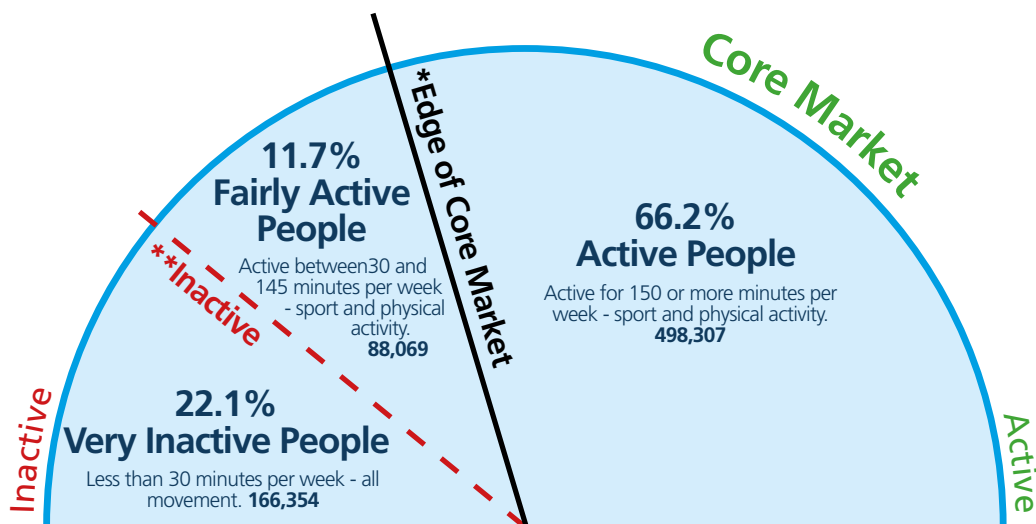 Core Market
*Edge of Core Market
11.7%
Fairly Active
People
Active between30 and
145 minutes per week
- sport and physical
activity.
88,069
66.2%
Active People
Active for 150 or more minutes per
week - sport and physical activity.
498,307
**Inactive
22.1%
Very Inactive People
Less than 30 minutes per week - all
movement. 166,354
Inactive
Active